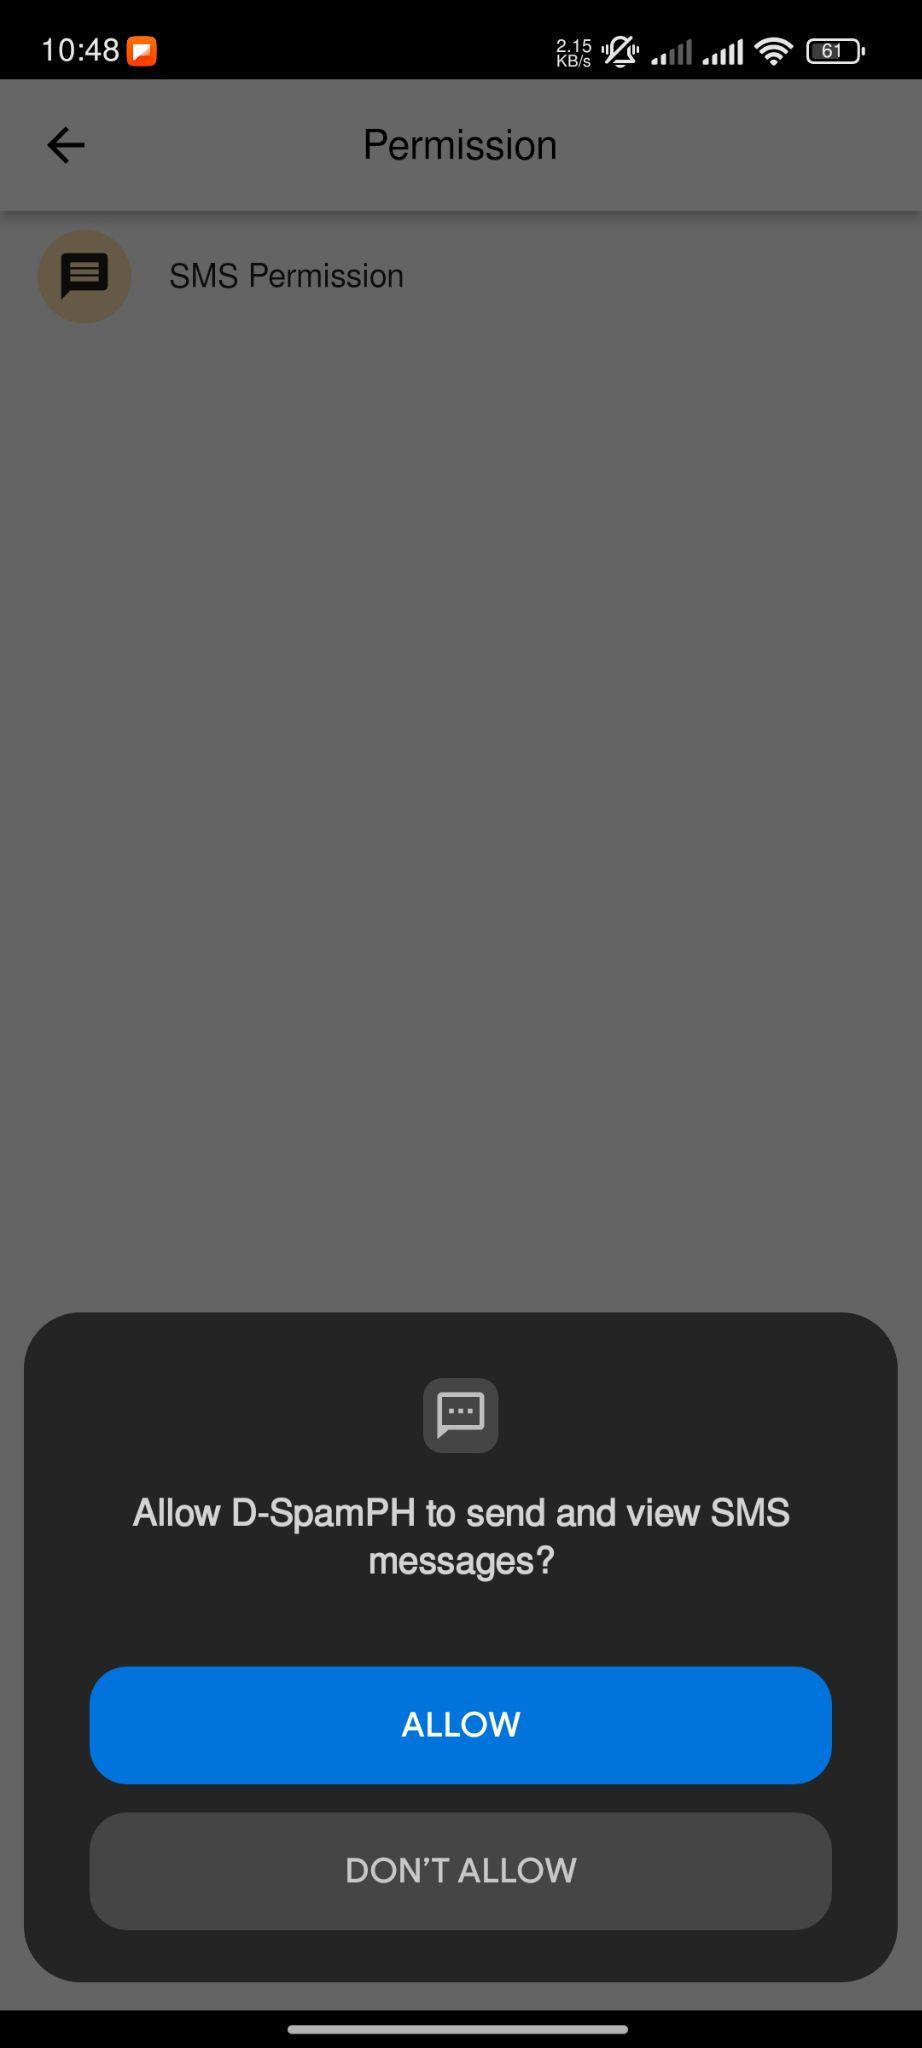 10:48
2.15
KB/s
61
Permission
SMS Permission
Allow D-SpamPH to send and view SMS
messages?
ALLOW
DON’T ALLOW